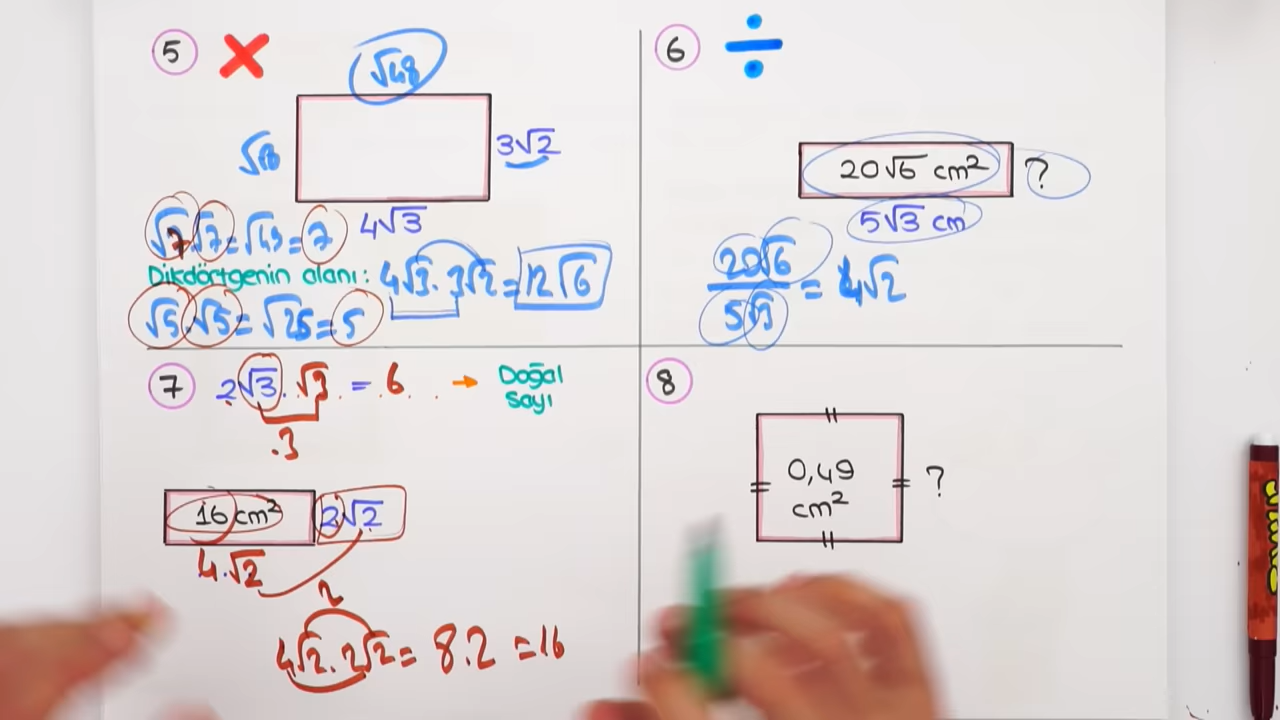 5 ×
√48
√18
3√2
4√3
√7.√7=√49=7
Dikdörtgenin alanı: 4√3.3√2=12√6
√5.√5=√25=5
6 ÷
20√6 cm² ?
5√3 cm
20√6
5√3
= 4√2
7 2√3.√3 = 6 → Doğal
Sayı
.3
16 cm² 2√2
4.√2
2
4√2.2√2=8.2=16
8
0,49
cm²
?